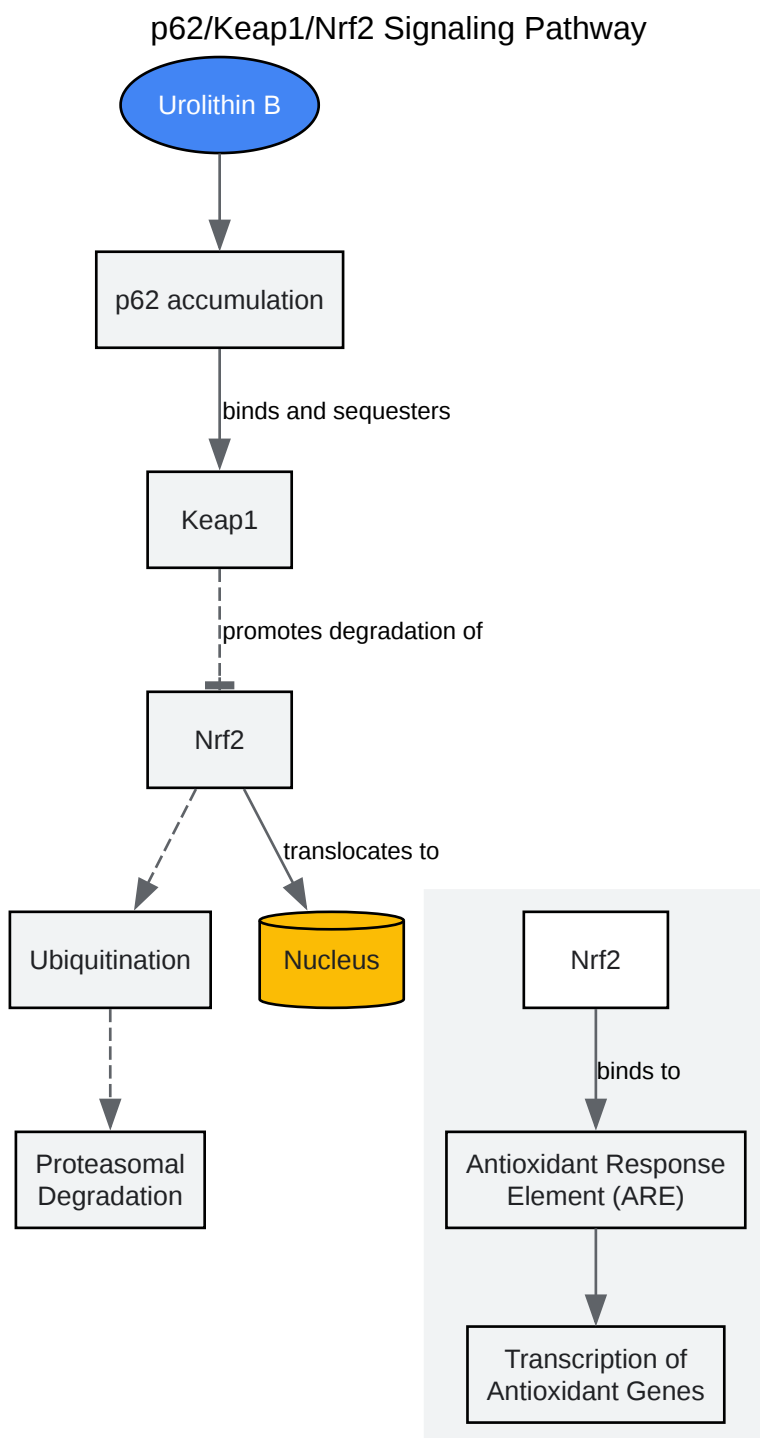 p62/Keap1/Nrf2 Signaling Pathway
Urolithin B
p62 accumulation
binds and sequesters
Keap1
promotes degradation of
Nrf2
translocates to
Ubiquitination
Nucleus
Nrf2
binds to
Proteasomal
Degradation
Antioxidant Response
Element (ARE)
Transcription of
Antioxidant Genes